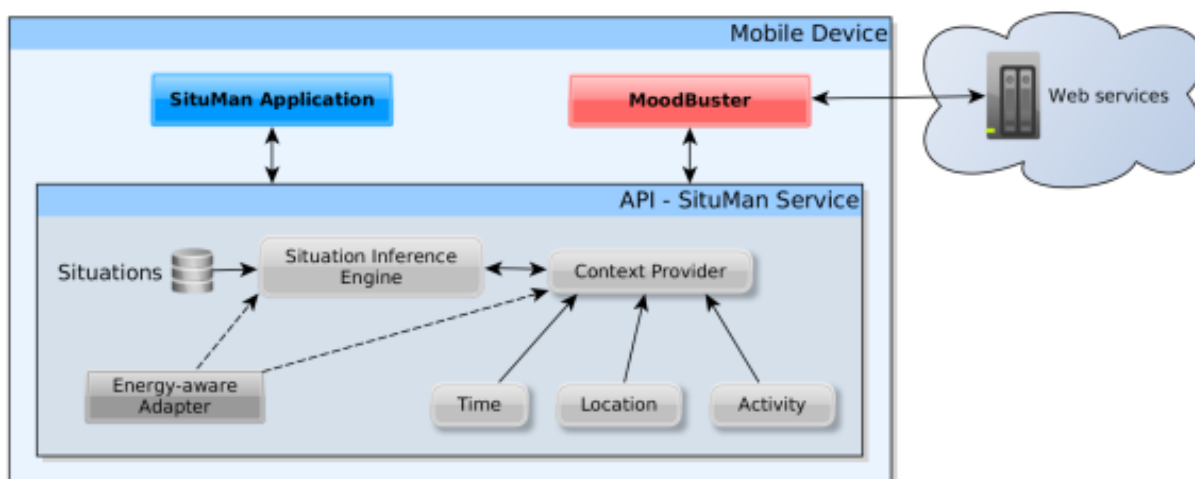 Mobile Device
SituMan Application
MoodBuster
Web services
API - SituMan Service
Situations
Situation Inference
Engine
Context Provider
Energy-aware
Adapter
Time
Location
Activity